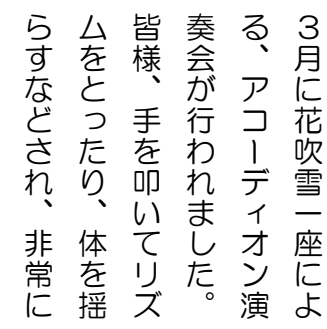 ３月に花吹雪一座によ
る、アコーディオン演
奏会が行われました。
皆様、手を叩いてリズ
ムをとったり、体を揺
らすなどされ、非常に